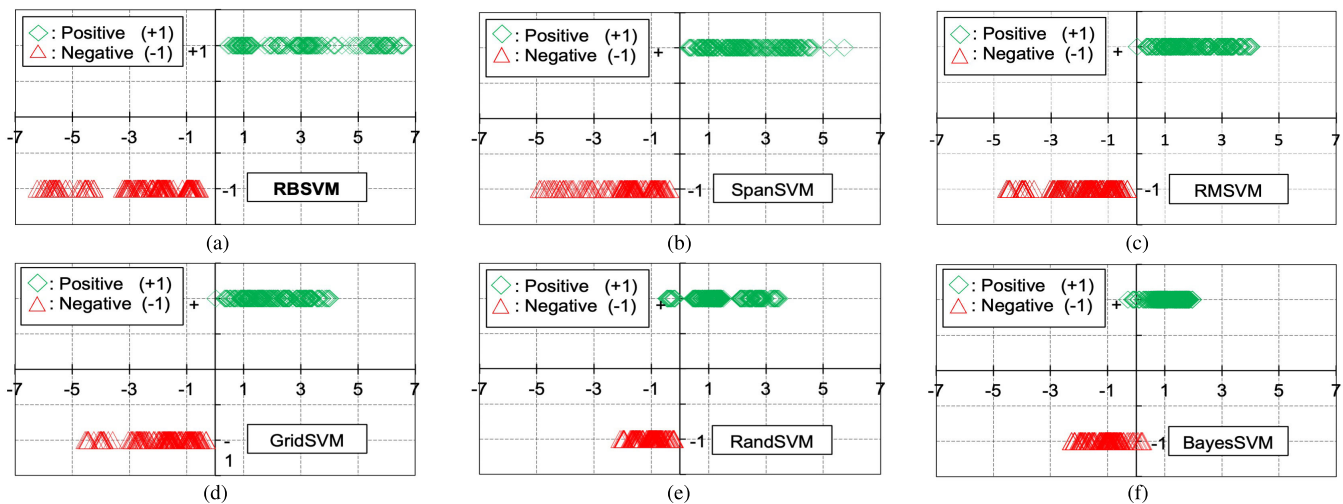 ◇: Positive (+1)
△: Negative (-1)
+1
-7 -5 -3 -1 1 3 5 7
-1
RBSVM
(a)
◇: Positive (+1)
△: Negative (-1)
+
-7 -5 -3 -1 1 3 5 7
-1
SpanSVM
(b)
◇: Positive (+1)
△: Negative (-1)
+
-7 -5 -3 -1 1 3 5 7
-1
RMSVM
(c)
◇: Positive (+1)
△: Negative (-1)
+
-7 -5 -3 -1 1 3 5 7
-
1
GridSVM
(d)
◇: Positive (+1)
△: Negative (-1)
+
-7 -5 -3 -1 1 3 5 7
-1
RandSVM
(e)
◇: Positive (+1)
△: Negative (-1)
+
-7 -5 -3 -1 1 3 5 7
-1
BayesSVM
(f)